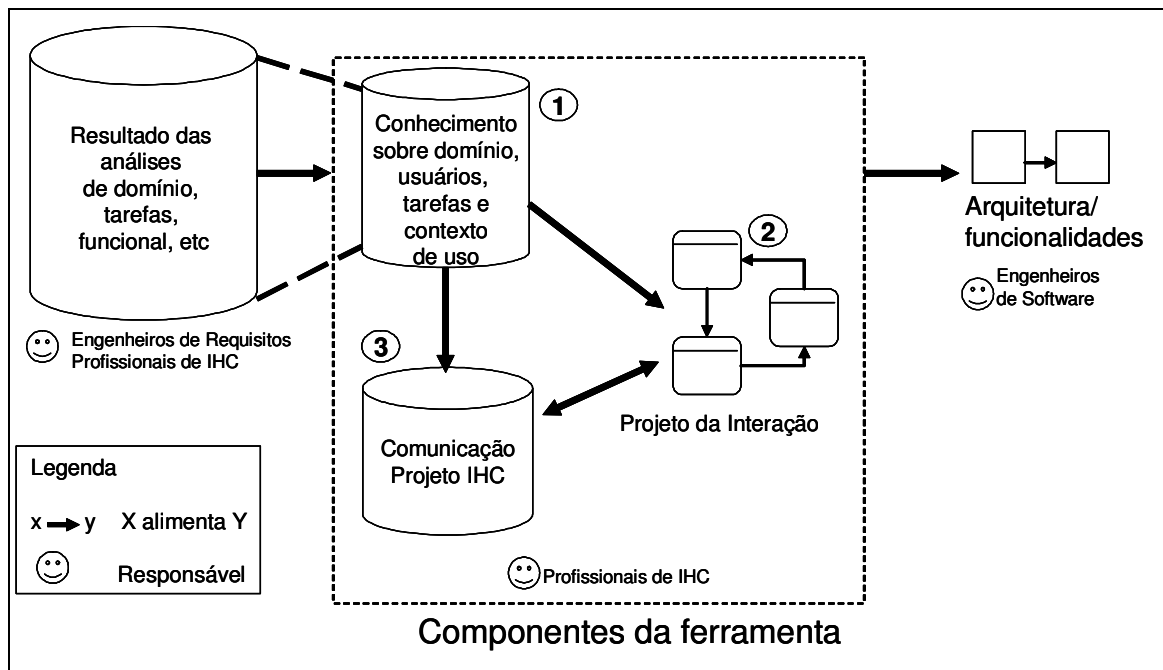 Resultado das
análises
de domínio,
tarefas,
funcional, etc
Engenheiros de Requisitos
Profissionais de IHC
1
Conhecimento
sobre domínio,
usuários,
tarefas e
contexto
de uso
2
Projeto da Interação
3
Comunicação
Projeto IHC
Profissionais de IHC
Componentes da ferramenta
Arquitetura/
funcionalidades
Engenheiros
de Software
Legenda
x y X alimenta Y
Responsável